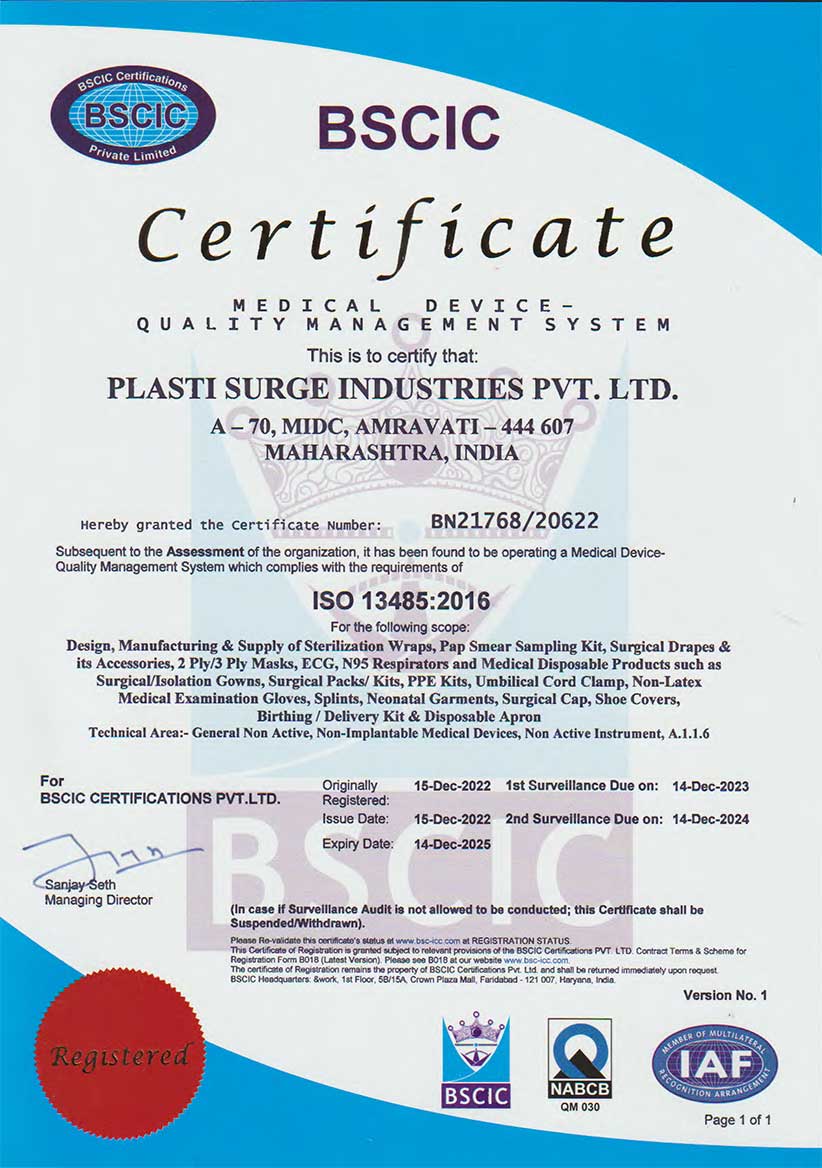 BSCIC Certifications
BSCIC
Private Limited
BSCIC
Certificate
MEDICAL DEVICE-
QUALITY MANAGEMENT SYSTEM
This is to certify that:
PLASTI SURGE INDUSTRIES PVT. LTD.
A – 70, MIDC, AMRAVATI – 444 607
MAHARASHTRA, INDIA
Hereby granted the Certificate Number: BN21768/20622
Subsequent to the Assessment of the organization, it has been found to be operating a Medical Device-
Quality Management System which complies with the requirements of
ISO 13485:2016
For the following scope:
Design, Manufacturing & Supply of Sterilization Wraps, Pap Smear Sampling Kit, Surgical Drapes &
its Accessories, 2 Ply/3 Ply Masks, ECG, N95 Respirators and Medical Disposable Products such as
Surgical/Isolation Gowns, Surgical Packs/ Kits, PPE Kits, Umbilical Cord Clamp, Non-Latex
Medical Examination Gloves, Splints, Neonatal Garments, Surgical Cap, Shoe Covers,
Birthing / Delivery Kit & Disposable Apron
Technical Area:- General Non Active, Non-Implantable Medical Devices, Non Active Instrument, A.1.1.6
For
BSCIC CERTIFICATIONS PVT.LTD.
Sanjay Seth
Managing Director
Originally Registered: 15-Dec-2022 1st Surveillance Due on: 14-Dec-2023
Issue Date: 15-Dec-2022 2nd Surveillance Due on: 14-Dec-2024
Expiry Date: 14-Dec-2025
BSCIC
(In case if Surveillance Audit is not allowed to be conducted; this Certificate shall be
Suspended/Withdrawn).
Please Re-validate this certificate's status at www.bsc-icc.com at REGISTRATION STATUS.
This Certificate of Registration is granted subject to relevant provisions of the BSCIC Certifications PVT. LTD. Contract Terms & Scheme for
Registration Form B018 (Latest Version). Please see B018 at our website www.bsc-icc.com.
The certificate of Registration remains the property of BSCIC Certifications Pvt. Ltd. and shall be returned immediately upon request.
BSCIC Headquarters: &work, 1st Floor, 5B/15A, Crown Plaza Mall, Faridabad - 121 007, Haryana, India.
Version No. 1
Registered
BSCIC
NABCB
QM 030
MEMBER OF MULTILATERAL
IAF
RECOGNITION ARRANGEMENT
Page 1 of 1